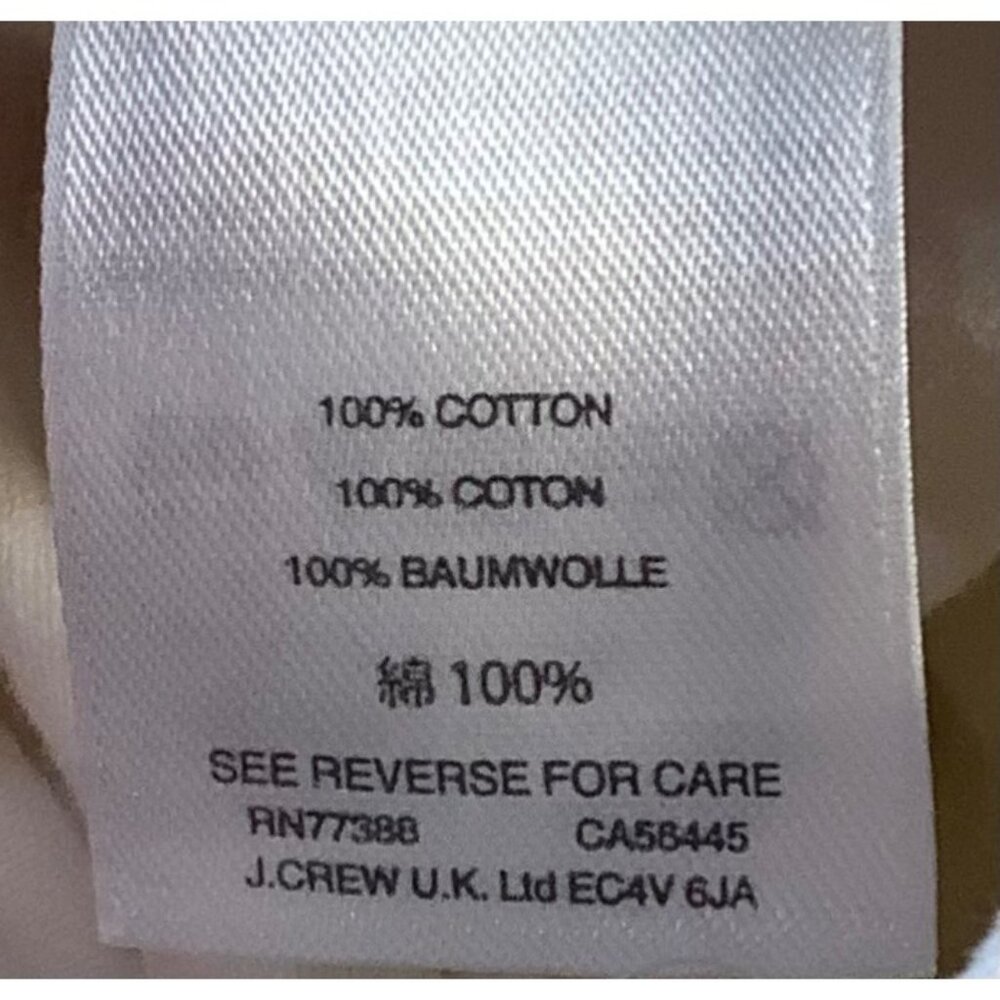 100% COTTON
100% COTON
100% BAUMWOLLE
綿 100%
SEE REVERSE FOR CARE
RN77388 CA56445
J.CREW U.K. Ltd EC4V 6JA